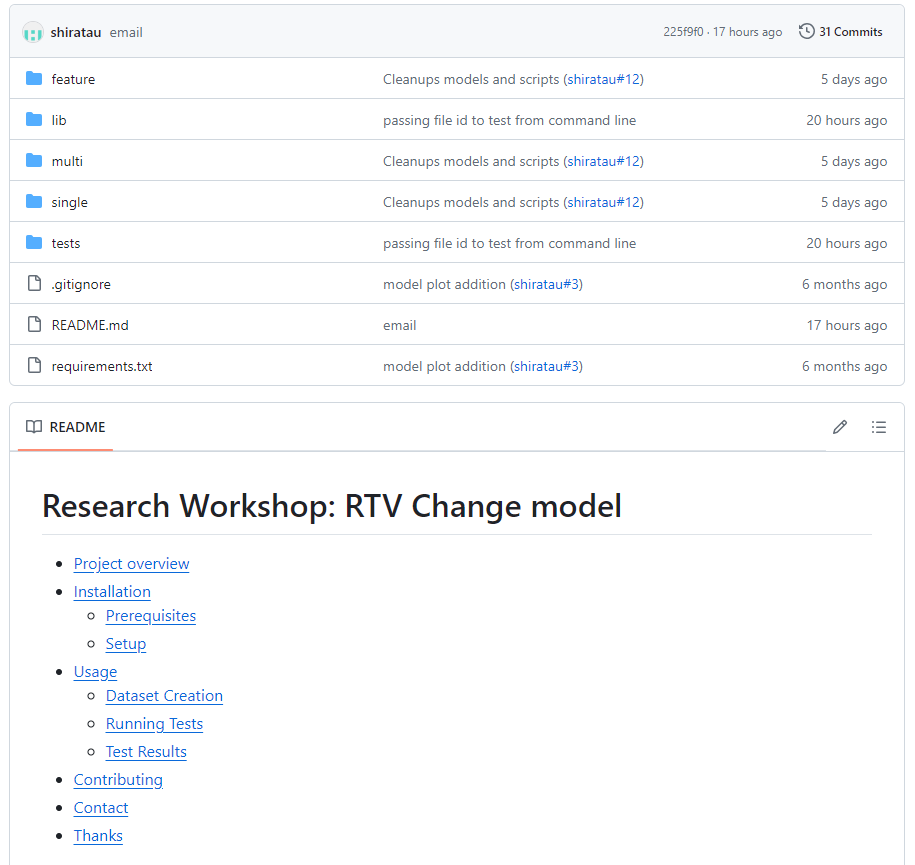 shiratau email 225f9f0 · 17 hours ago 31 Commits
feature Cleanups models and scripts (shiratau#12) 5 days ago
lib passing file id to test from command line 20 hours ago
multi Cleanups models and scripts (shiratau#12) 5 days ago
single Cleanups models and scripts (shiratau#12) 5 days ago
tests passing file id to test from command line 20 hours ago
.gitignore model plot addition (shiratau#3) 6 months ago
README.md email 17 hours ago
requirements.txt model plot addition (shiratau#3) 6 months ago
README
Research Workshop: RTV Change model
Project overview
Installation
Prerequisites
Setup
Usage
Dataset Creation
Running Tests
Test Results
Contributing
Contact
Thanks